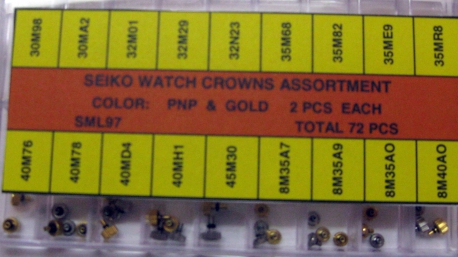 30M98 30MA2 32M01 32M29 32N23 35M68 35M82 35ME9 35MR8
SEIKO WATCH CROWNS ASSORTMENT
COLOR: PNP & GOLD 2 PCS EACH
SML97 TOTAL 72 PCS
40M76 40M78 40MD4 40MH1 45M30 8M35A7 8M35A9 8M35AO 8M40AO